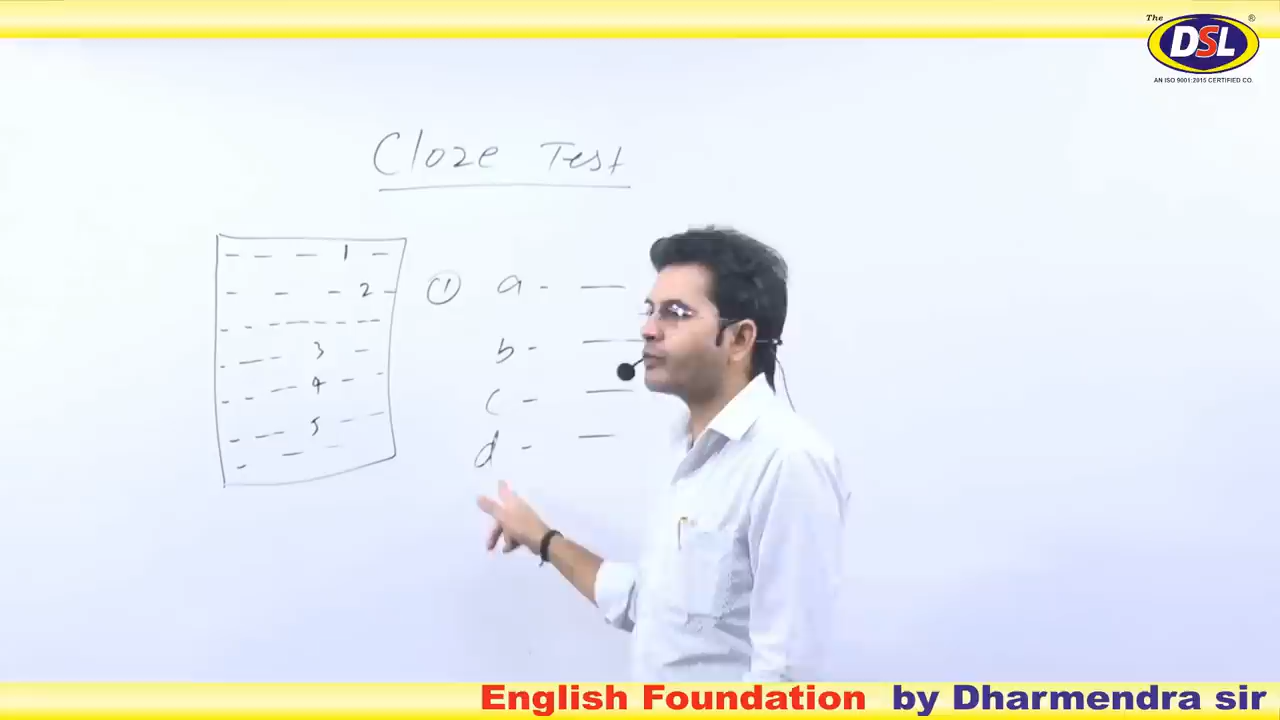 The
®
DSL
AN ISO 9001:2015 CERTIFIED CO.
Cloze Test
-- -- -- 1 --
- - - 2 -
- - - - - - - -
- -- - 3 -
- - -- 4 - -
- -- - 5 - -
- - -
① a - —
b - —
c - —
d - —
English Foundation by Dharmendra sir